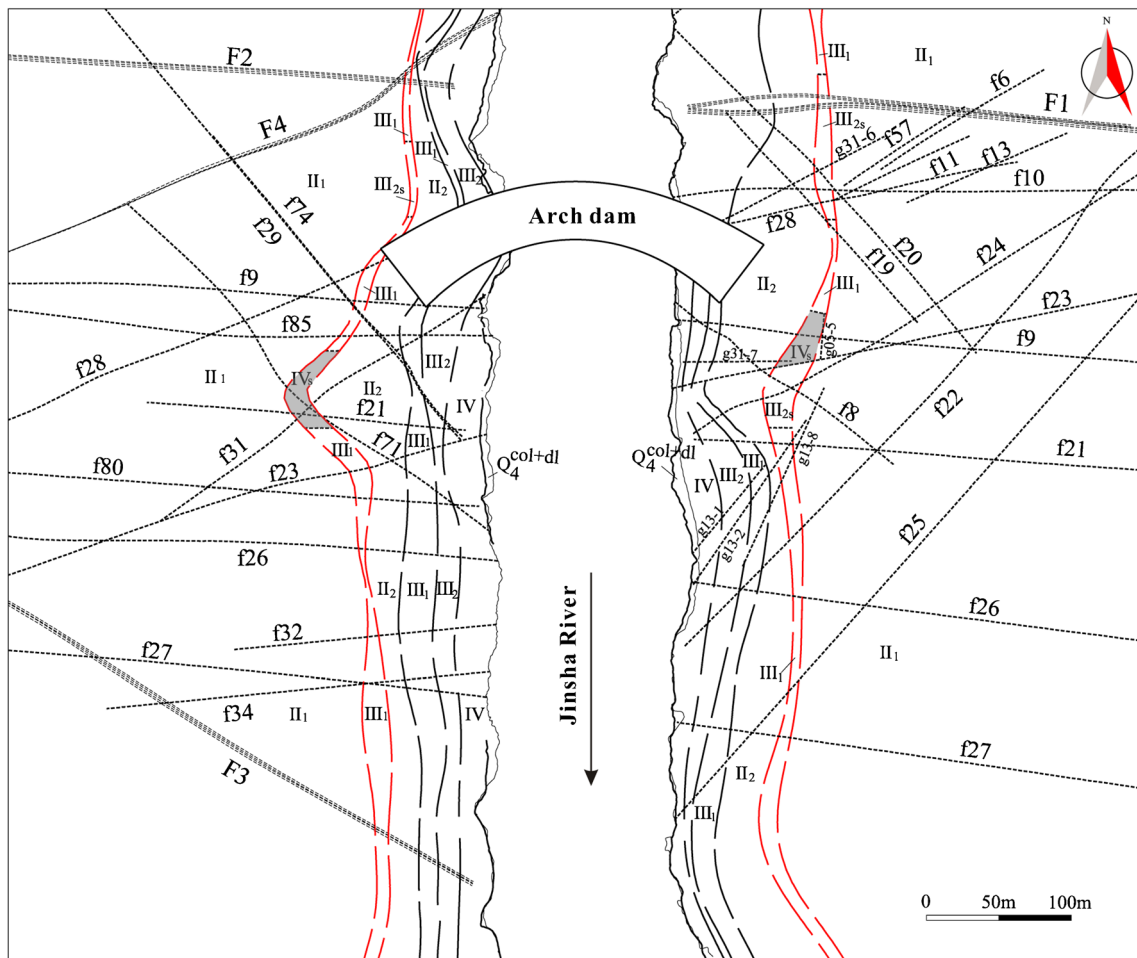 N
III1
II1
F2
f6
F1
F4
III1
III2s
g31-6
f57
III1
f11
f13
II1
III2s
II2
III2
f10
f74
Arch dam
f28
f29
f20
f24
f19
f9
III1
II2
III1
f23
f85
g05-5
f9
f28
III2
g31-7
IVs
II1
IVs
II2
IV
f22
f21
III2s
f8
f31
III1
f71
III1
g13-8
f21
f80
f23
Q4col+dl
Q4col+dl
III1
III2
IV
g13-1
g13-2
f25
f26
II2
III1
III2
f26
f32
f27
Jinsha River
III1
II1
f34
II1
III1
IV
f27
F3
II2
III1
0 50m 100m